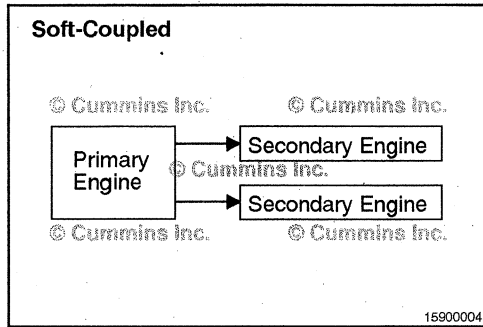 Soft-Coupled
© Cummins Inc. © Cummins Inc.
Primary
Engine
Secondary Engine
© Cummins Inc.
Secondary Engine
© Cummins Inc. © Cummins Inc.
15900004